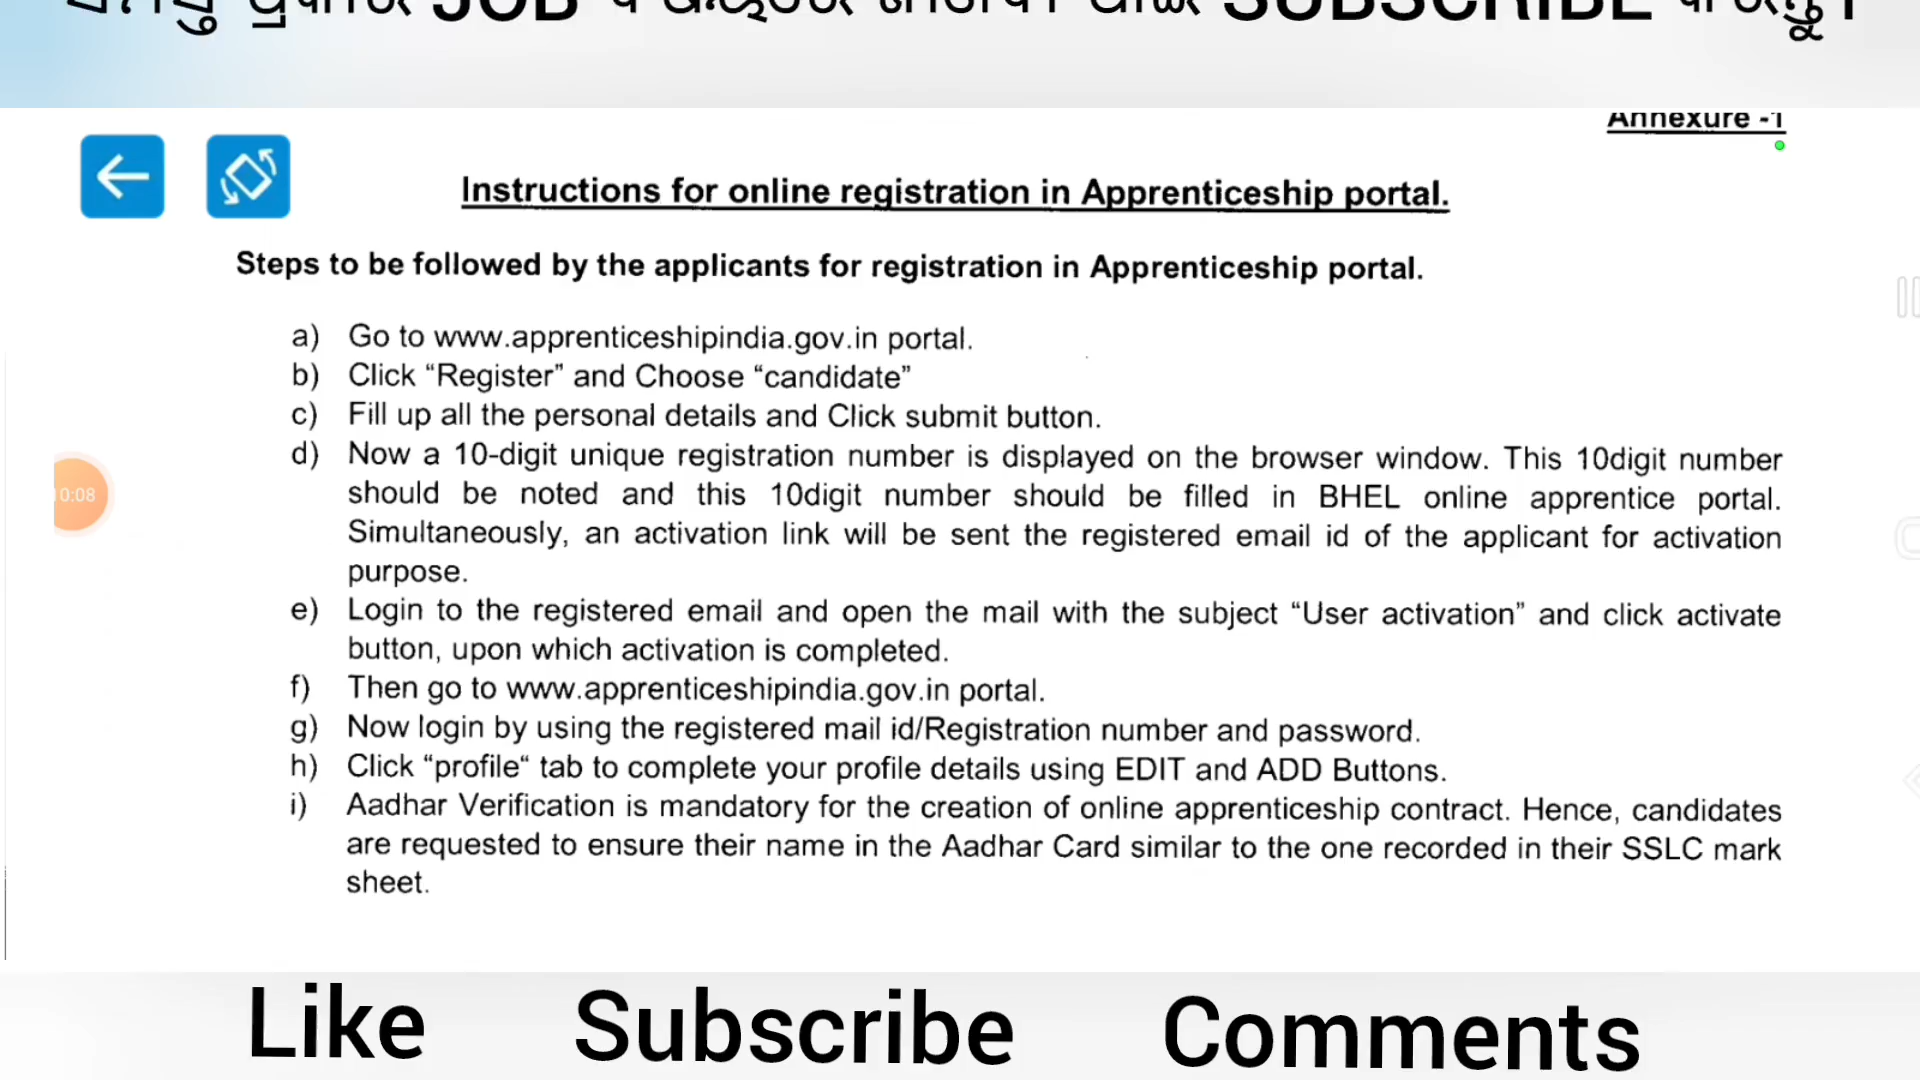 JOB SUBSCRIBE
Annexure -1
Instructions for online registration in Apprenticeship portal.
Steps to be followed by the applicants for registration in Apprenticeship portal.
a) Go to www.apprenticeshipindia.gov.in portal.
b) Click “Register” and Choose “candidate”
c) Fill up all the personal details and Click submit button.
d) Now a 10-digit unique registration number is displayed on the browser window. This 10digit number
should be noted and this 10digit number should be filled in BHEL online apprentice portal.
Simultaneously, an activation link will be sent the registered email id of the applicant for activation
purpose.
0:08
e) Login to the registered email and open the mail with the subject “User activation” and click activate
button, upon which activation is completed.
f) Then go to www.apprenticeshipindia.gov.in portal.
g) Now login by using the registered mail id/Registration number and password.
h) Click “profile“ tab to complete your profile details using EDIT and ADD Buttons.
i) Aadhar Verification is mandatory for the creation of online apprenticeship contract. Hence, candidates
are requested to ensure their name in the Aadhar Card similar to the one recorded in their SSLC mark
sheet.
Like Subscribe Comments